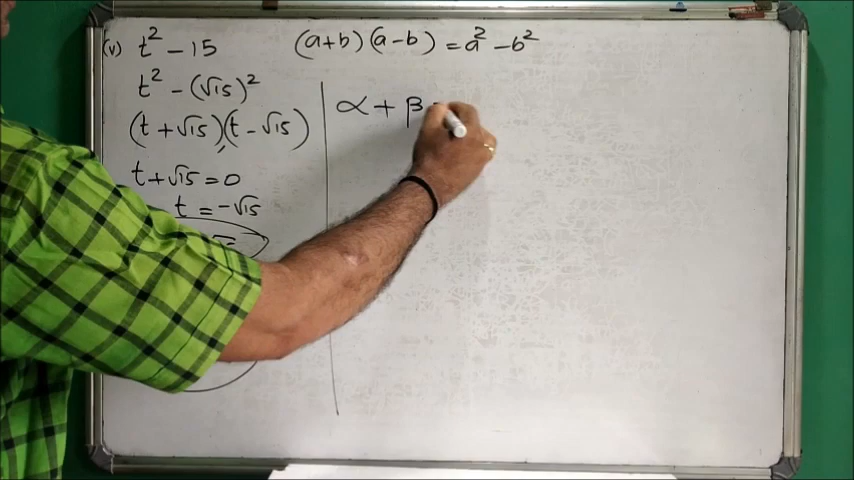 (v) t² - 15
(a+b)(a-b) = a² - b²
t² - (√15)²
(t + √15)(t - √15)
t + √15 = 0
t = -√15
α + β